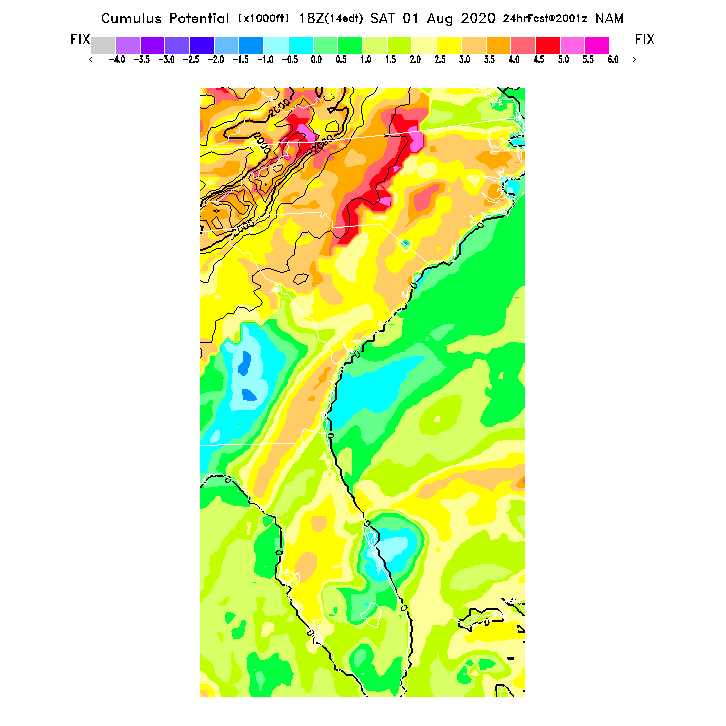 Cumulus Potential [x1000ft] 18Z(14edt) SAT 01 Aug 2020 24hrFcst@2001z NAM
FIX FIX
< -4.0 -3.5 -3.0 -2.5 -2.0 -1.5 -1.0 -0.5 0.0 0.5 1.0 1.5 2.0 2.5 3.0 3.5 4.0 4.5 5.0 5.5 6.0 >
2000
2000